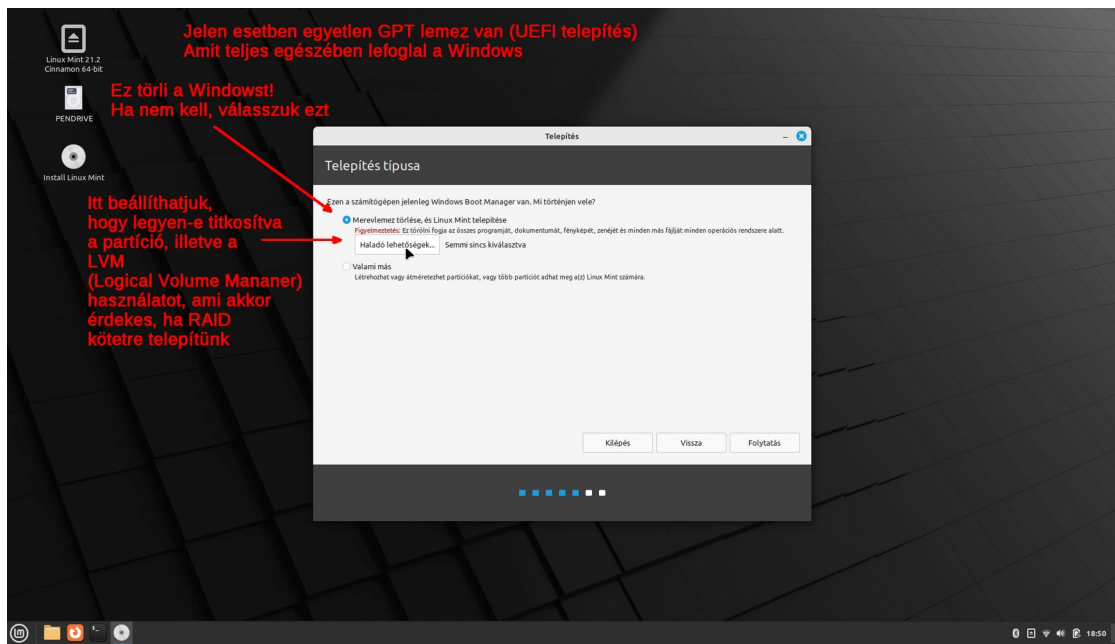 Jelen esetben egyetlen GPT lemez van (UEFI telepítés)
Amit teljes egészében lefoglal a Windows
Linux Mint 21.2
Cinnamon 64-bit
Ez törli a Windowst!
Ha nem kell, válasszuk ezt
PENDRIVE
Install Linux Mint
Itt beállíthatjuk,
hogy legyen-e titkosítva
a partíció, illetve a
LVM
(Logical Volume Mananer)
használatot, ami akkor
érdekes, ha RAID
kötetre telepítünk
Telepítés
Telepítés típusa
Ezen a számítógépen jelenleg Windows Boot Manager van. Mi történjen vele?
Merevlemez törlése, és Linux Mint telepítése
Figyelmeztetés: Ez törölni fogja az összes programját, dokumentumát, fényképét, zenéjét és minden más fájlját minden operációs rendszere alatt.
Haladó lehetőségek... Semmi sincs kiválasztva
Valami más
Létrehozhat vagy átméretezhet partíciókat, vagy több partíciót adhat meg a(z) Linux Mint számára.
Kilépés Vissza Folytatás
18:50